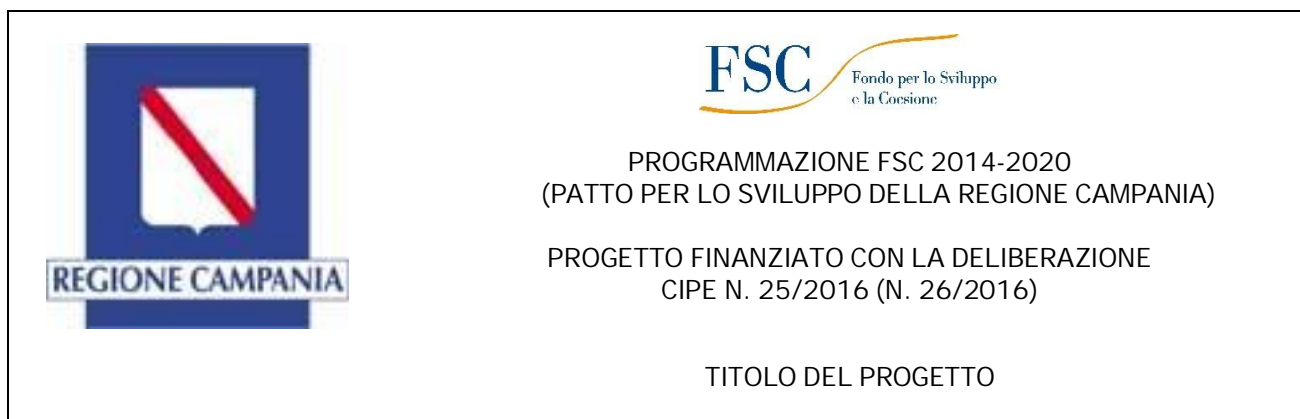 REGIONE CAMPANIA
FSC
Fondo per lo Sviluppo
e la Coesione
PROGRAMMAZIONE FSC 2014-2020
(PATTO PER LO SVILUPPO DELLA REGIONE CAMPANIA)
PROGETTO FINANZIATO CON LA DELIBERAZIONE
CIPE N. 25/2016 (N. 26/2016)
TITOLO DEL PROGETTO